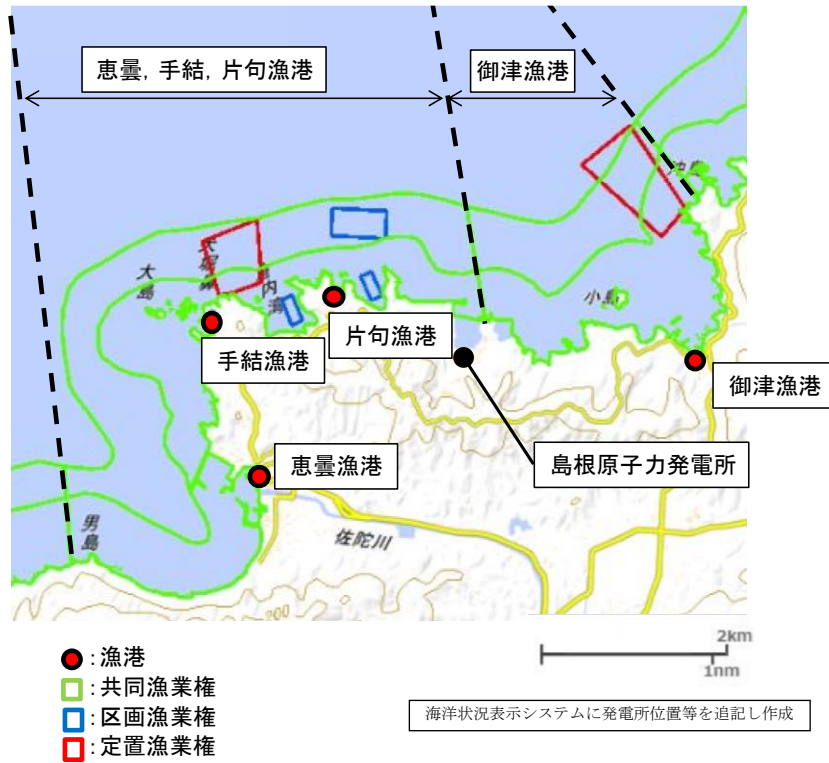 恵曇，手結，片句漁港
御津漁港
沖島
大島
小島
片句漁港
手結漁港
御津漁港
島根原子力発電所
恵曇漁港
男島
佐陀川
200
2km
1nm
：漁港
：共同漁業権
：区画漁業権
：定置漁業権
海洋状況表示システムに発電所位置等を追記し作成